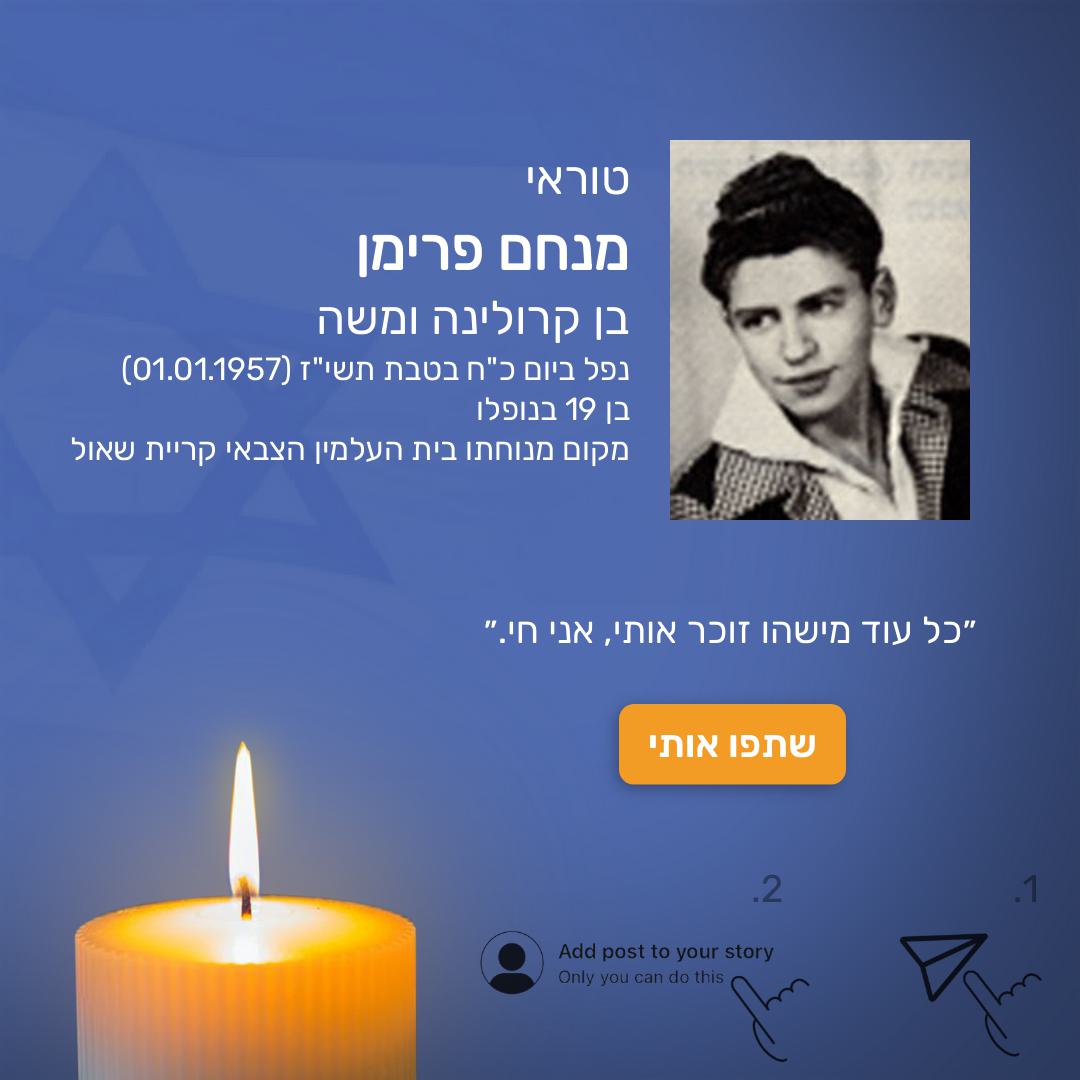 טוראי
מנחם פרימן
בן קרולינה ומשה
נפל ביום כ"ח בטבת תשי"ז (01.01.1957)
בן 19 בנופלו
מקום מנוחתו בית העלמין הצבאי קריית שאול
״כל עוד מישהו זוכר אותי, אני חי.״
שתפו אותי
1.
2.
Add post to your story
Only you can do this